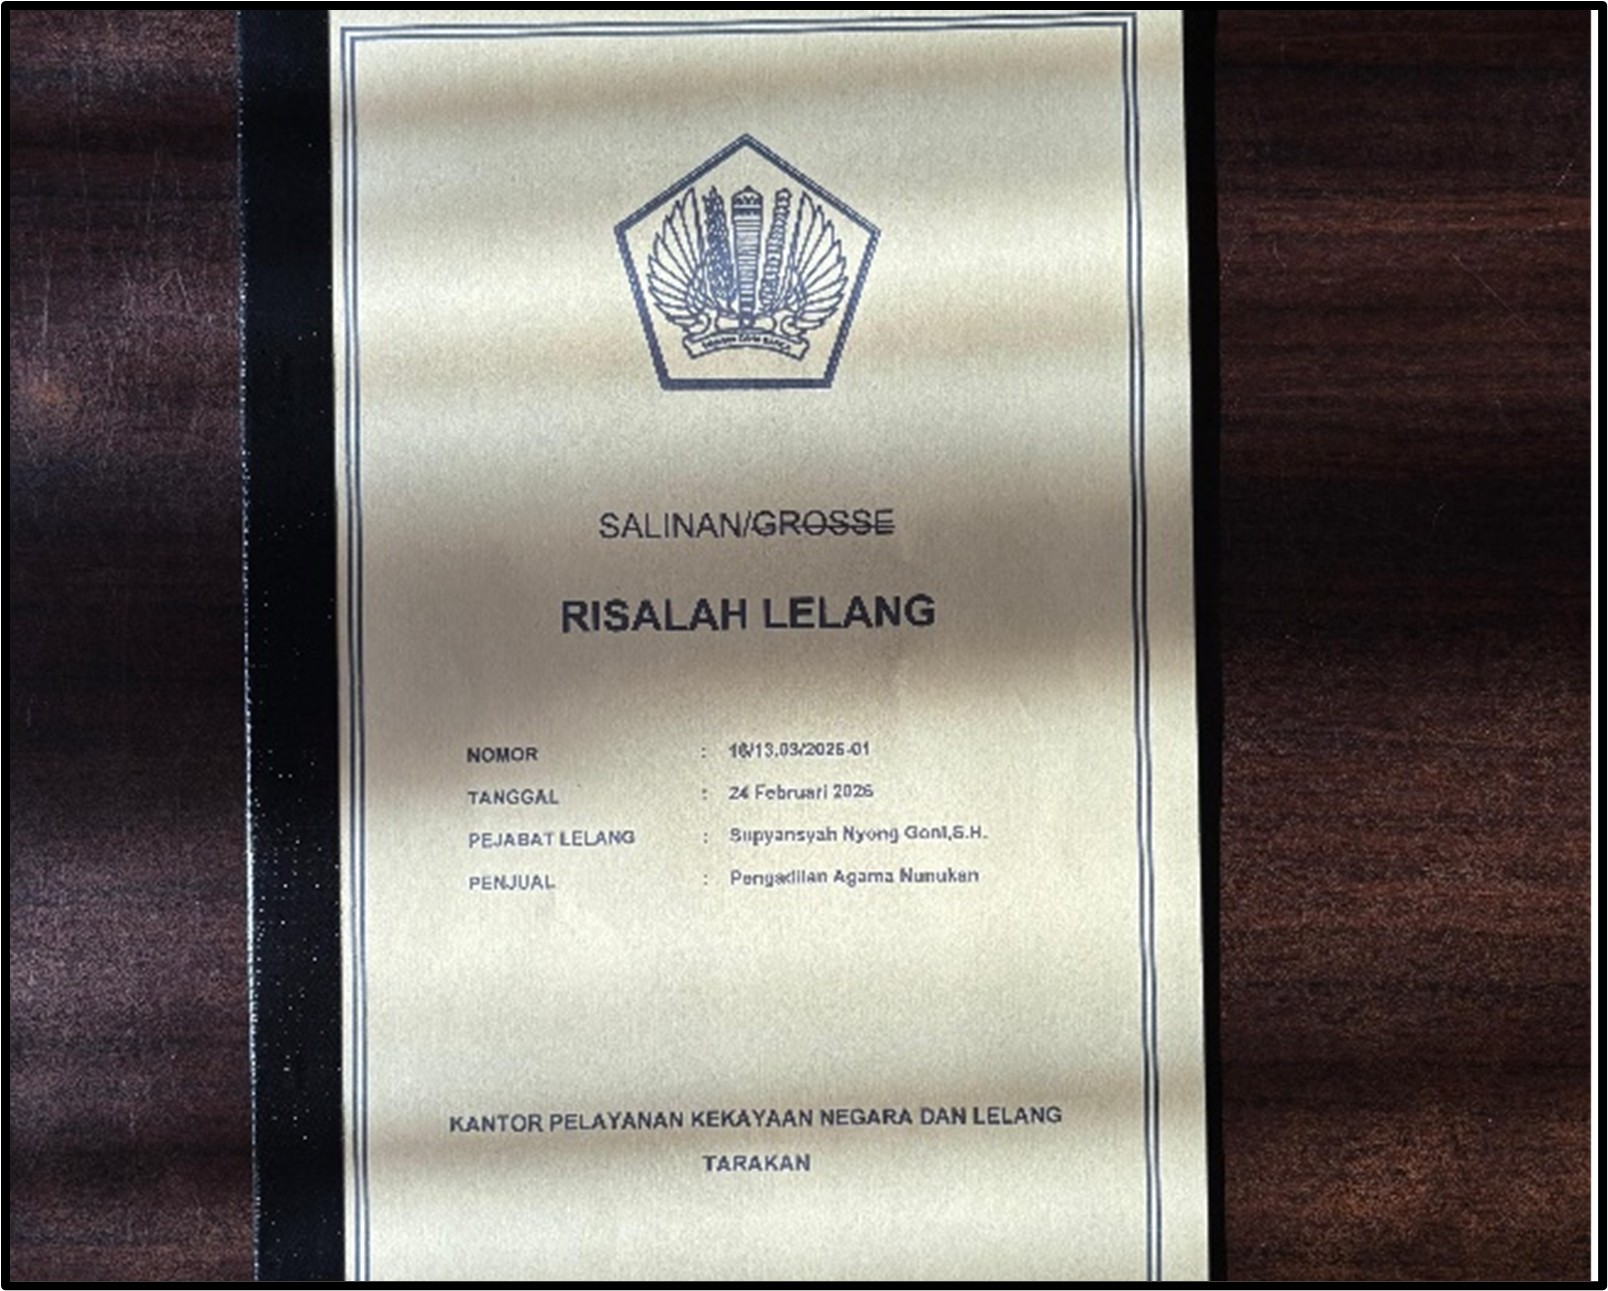 SALINAN/GROSSE
RISALAH LELANG
NOMOR : 16/13.03/2026-01
TANGGAL : 24 Februari 2026
PEJABAT LELANG : Supyansyah Nyong Goni,S.H.
PENJUAL : Pengadilan Agama Nunukan
KANTOR PELAYANAN KEKAYAAN NEGARA DAN LELANG
TARAKAN